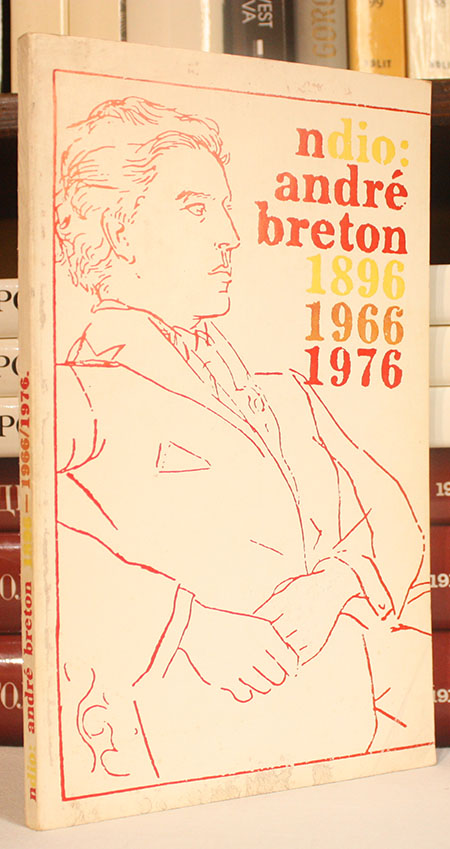 ndio:
andré
breton
1896
1966
1976
ndio: andré breton 1896 — 1966/1976.